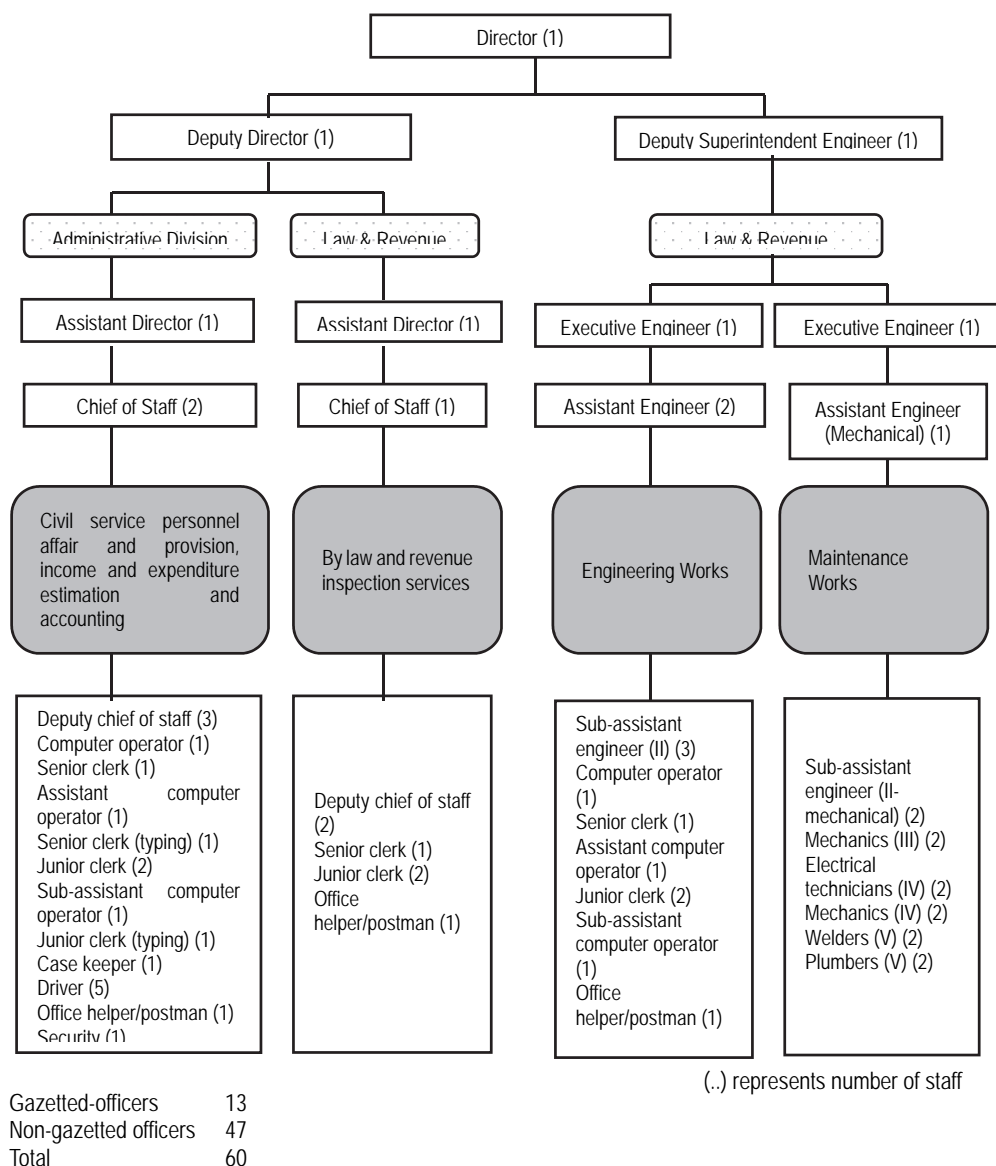 Director (1)
Deputy Director (1)
Deputy Superintendent Engineer (1)
Administrative Division
Law & Revenue
Law & Revenue
Assistant Director (1)
Assistant Director (1)
Executive Engineer (1)
Executive Engineer (1)
Chief of Staff (2)
Chief of Staff (1)
Assistant Engineer (2)
Assistant Engineer
(Mechanical) (1)
Civil service personnel
affair and provision,
income and expenditure
estimation and
accounting
By law and revenue
inspection services
Engineering Works
Maintenance
Works
Deputy chief of staff (3)
Computer operator (1)
Senior clerk (1)
Assistant computer
operator (1)
Senior clerk (typing) (1)
Junior clerk (2)
Sub-assistant computer
operator (1)
Junior clerk (typing) (1)
Case keeper (1)
Driver (5)
Office helper/postman (1)
Security (1)
Deputy chief of staff
(2)
Senior clerk (1)
Junior clerk (2)
Office
helper/postman (1)
Sub-assistant
engineer (II) (3)
Computer operator
(1)
Senior clerk (1)
Assistant computer
operator (1)
Junior clerk (2)
Sub-assistant
computer operator
(1)
Office
helper/postman (1)
Sub-assistant
engineer (II-
mechanical) (2)
Mechanics (III) (2)
Electrical
technicians (IV) (2)
Mechanics (IV) (2)
Welders (V) (2)
Plumbers (V) (2)
(..) represents number of staff
Gazetted-officers 13
Non-gazetted officers 47
Total 60